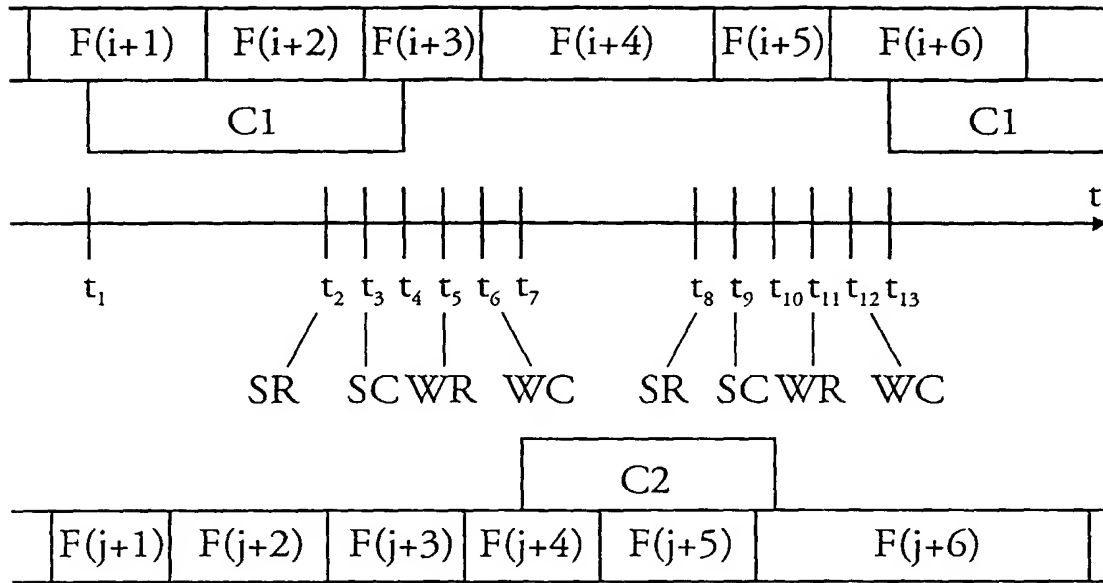 F(i+1) F(i+2) F(i+3) F(i+4) F(i+5) F(i+6)
C1 C1
t
t₁ t₂ t₃ t₄ t₅ t₆ t₇ t₈ t₉ t₁₀ t₁₁ t₁₂ t₁₃
SR SC WR WC SR SC WR WC
C2
F(j+1) F(j+2) F(j+3) F(j+4) F(j+5) F(j+6)